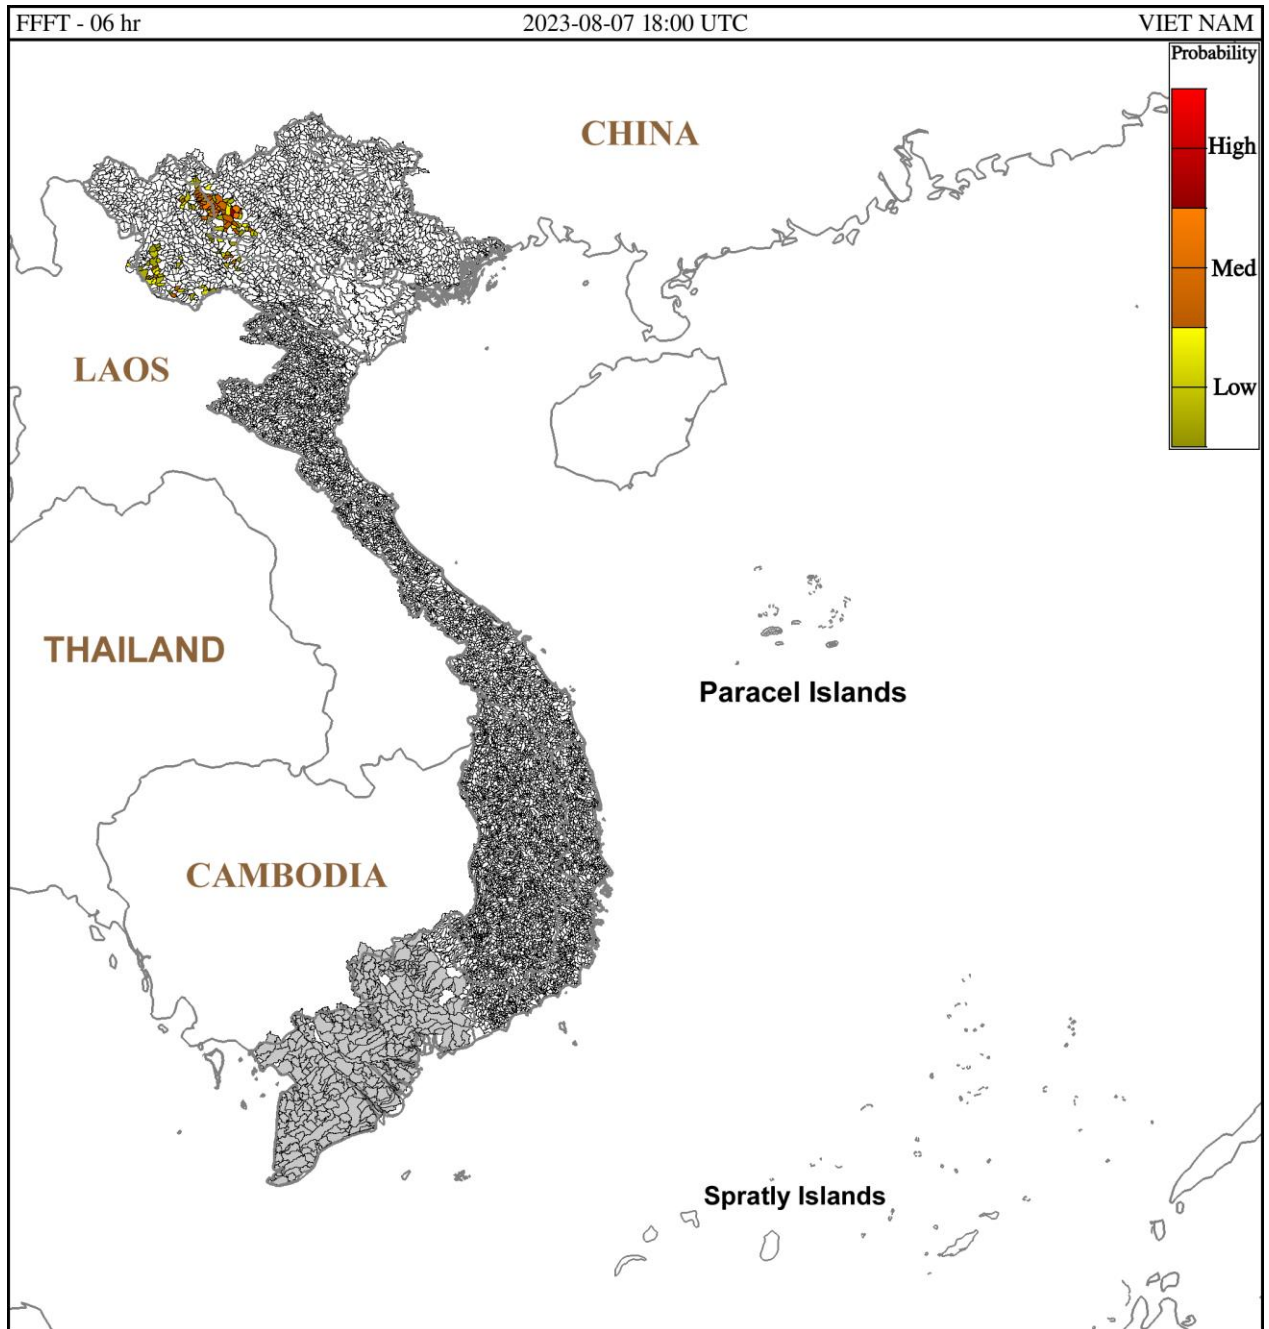 FFFT - 06 hr 2023-08-07 18:00 UTC VIET NAM
Probability
High
Med
Low
CHINA
LAOS
THAILAND
Paracel Islands
CAMBODIA
Spratly Islands